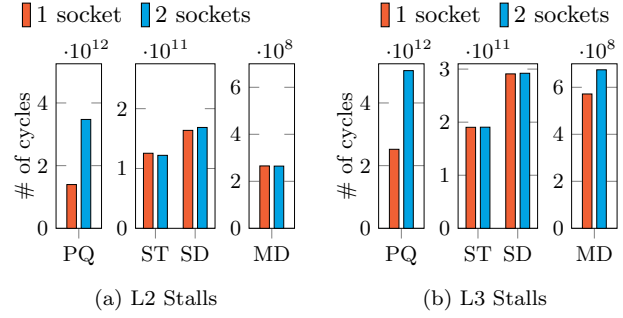 1 socket 2 sockets
# of cycles
·10^12
4
2
0
PQ
·10^11
2
1
0
ST SD
·10^8
6
4
2
0
MD
(a) L2 Stalls
1 socket 2 sockets
# of cycles
·10^12
4
2
0
PQ
·10^11
3
2
1
0
ST SD
·10^8
6
4
2
0
MD
(b) L3 Stalls